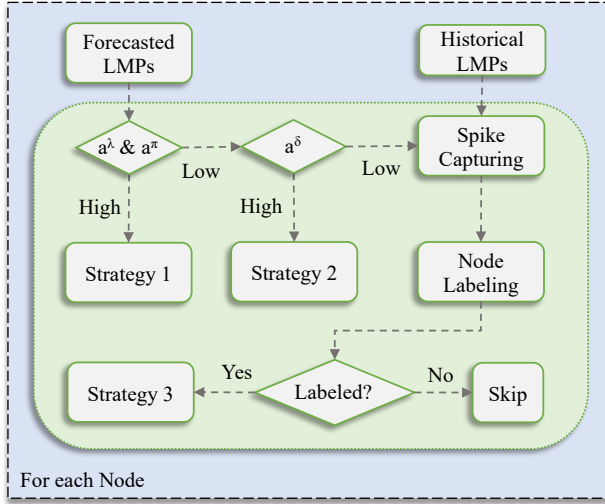 Forecasted
LMPs
Historical
LMPs
a^λ & a^π
Low
a^δ
Low
Spike
Capturing
High
High
Strategy 1
Strategy 2
Node
Labeling
Strategy 3
Yes
Labeled?
No
Skip
For each Node